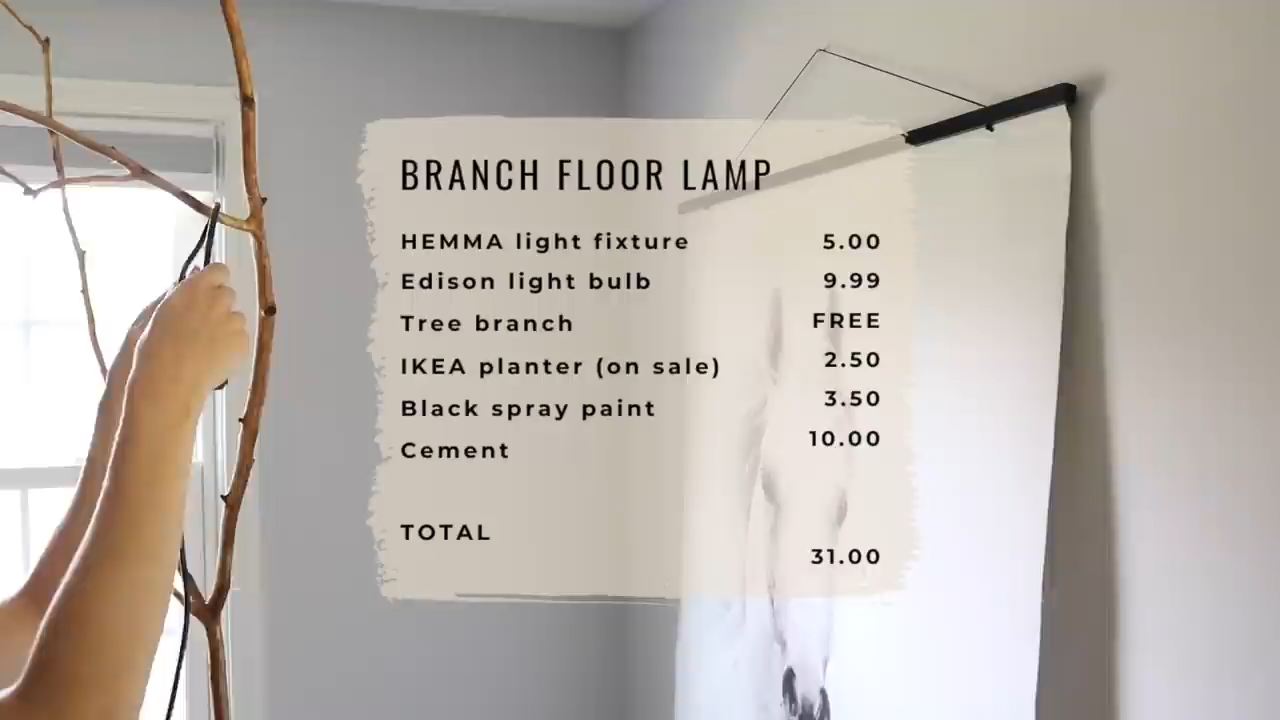 BRANCH FLOOR LAMP
HEMMA light fixture 5.00
Edison light bulb 9.99
Tree branch FREE
IKEA planter (on sale) 2.50
Black spray paint 3.50
Cement 10.00
TOTAL 31.00